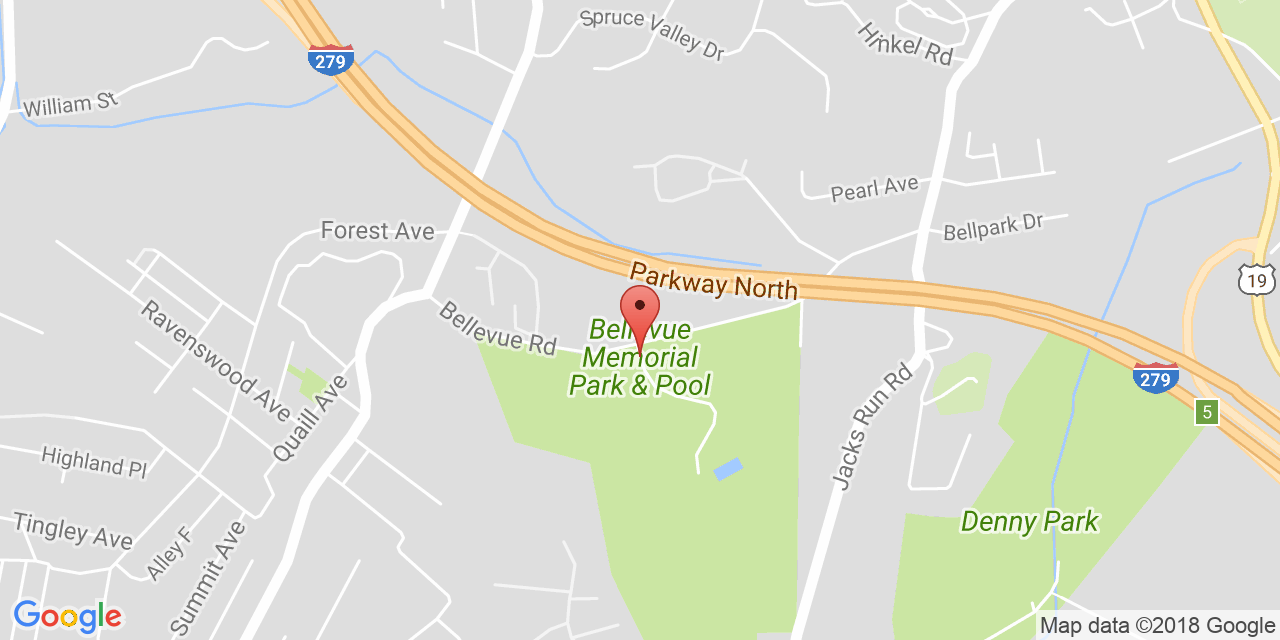 Spruce Valley Dr
Hinkel Rd
279
William St
Pearl Ave
Bellpark Dr
Forest Ave
Parkway North
19
Bellevue
Memorial
Park & Pool
Bellevue Rd
Ravenswood Ave
Quaill Ave
Jacks Run Rd
279
5
Highland Pl
Tingley Ave
Alley F
Summit Ave
Denny Park
Google
Map data ©2018 Google